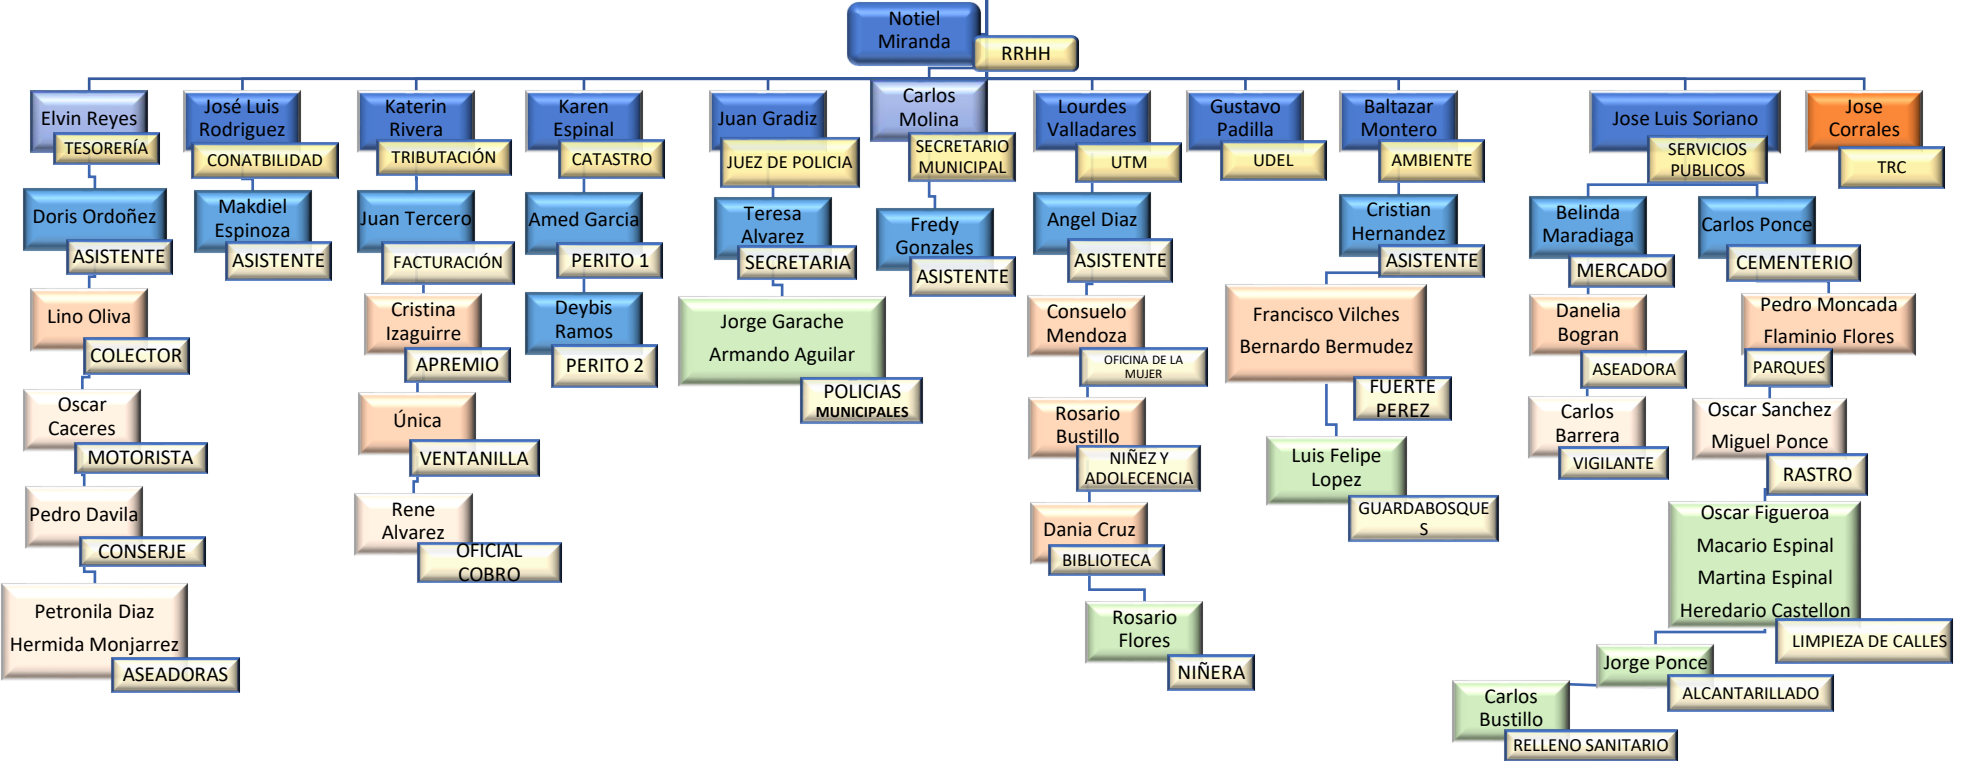 Notiel
Miranda
RRHH
Elvin Reyes
TESORERÍA
Doris Ordoñez
ASISTENTE
Lino Oliva
COLECTOR
Oscar
Caceres
MOTORISTA
Pedro Davila
CONSERJE
Petronila Diaz
Hermida Monjarrez
ASEADORAS
José Luis
Rodriguez
CONATBILIDAD
Makdiel
Espinoza
ASISTENTE
Katerin
Rivera
TRIBUTACIÓN
Juan Tercero
FACTURACIÓN
Cristina
Izaguirre
APREMIO
Única
VENTANILLA
Rene
Alvarez
OFICIAL
COBRO
Karen
Espinal
CATASTRO
Amed Garcia
PERITO 1
Deybis
Ramos
PERITO 2
Juan Gradiz
JUEZ DE POLICIA
Teresa
Alvarez
SECRETARIA
Jorge Garache
Armando Aguilar
POLICIAS
MUNICIPALES
Carlos
Molina
SECRETARIO
MUNICIPAL
Fredy
Gonzales
ASISTENTE
Lourdes
Valladares
UTM
Angel Diaz
ASISTENTE
Consuelo
Mendoza
OFICINA DE LA
MUJER
Rosario
Bustillo
NIÑEZ Y
ADOLECENCIA
Dania Cruz
BIBLIOTECA
Rosario
Flores
NIÑERA
Gustavo
Padilla
UDEL
Baltazar
Montero
AMBIENTE
Cristian
Hernandez
ASISTENTE
Francisco Vilches
Bernardo Bermudez
FUERTE
PEREZ
Luis Felipe
Lopez
GUARDABOSQUE
S
Jose Luis Soriano
SERVICIOS
PUBLICOS
Belinda
Maradiaga
MERCADO
Danelia
Bogran
ASEADORA
Carlos
Barrera
VIGILANTE
Carlos Ponce
CEMENTERIO
Pedro Moncada
Flaminio Flores
PARQUES
Oscar Sanchez
Miguel Ponce
RASTRO
Oscar Figueroa
Macario Espinal
Martina Espinal
Heredario Castellon
LIMPIEZA DE CALLES
Jorge Ponce
ALCANTARILLADO
Carlos
Bustillo
RELLENO SANITARIO
Jose
Corrales
TRC